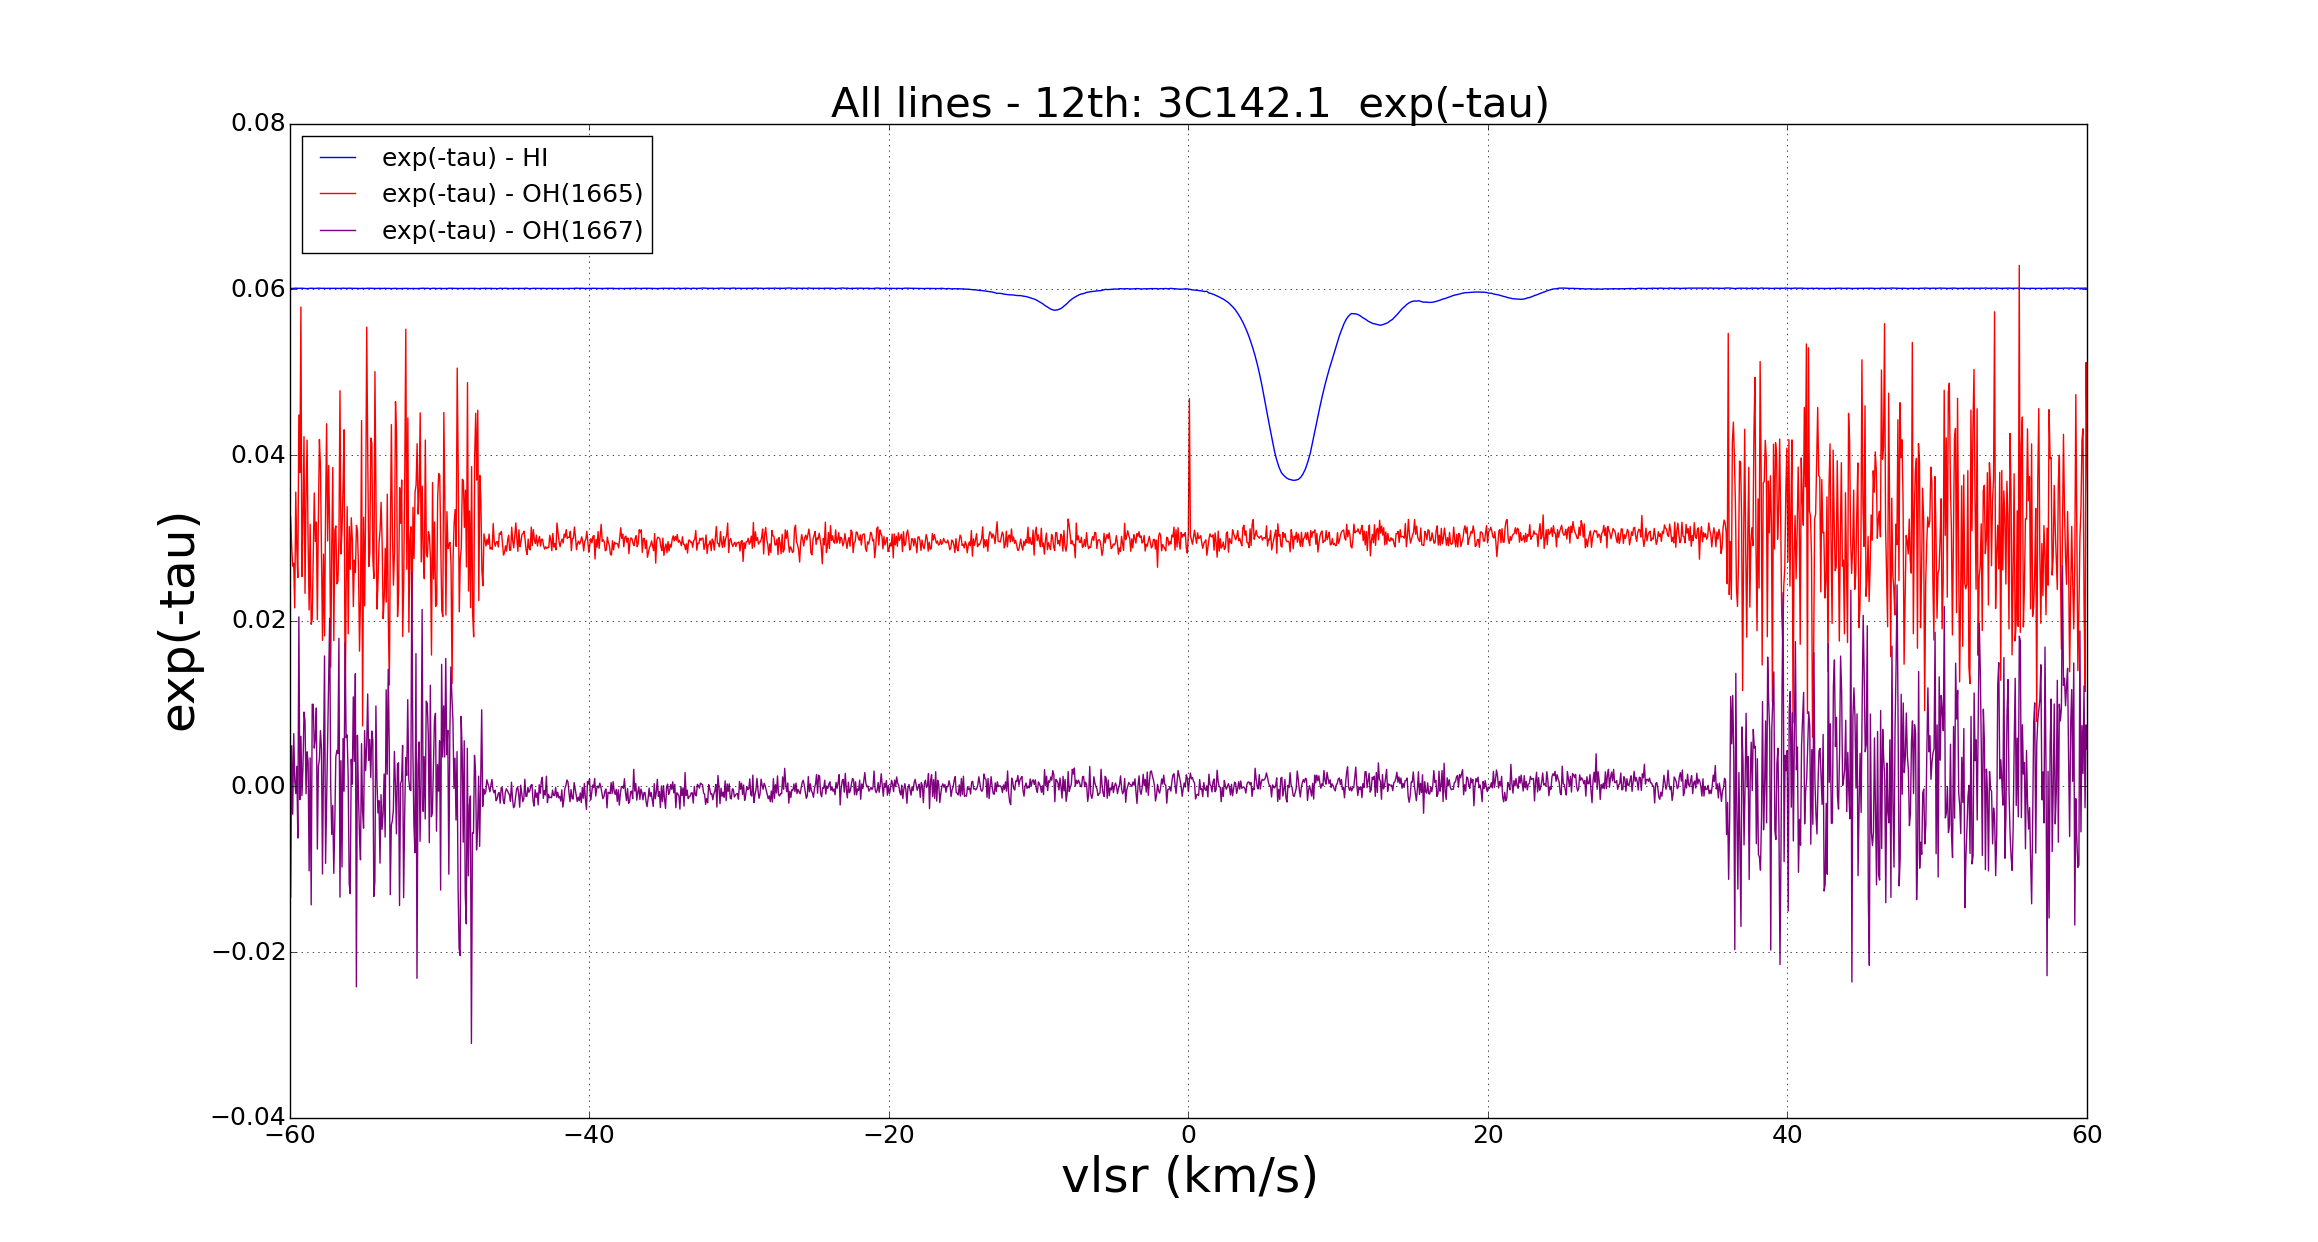 All lines - 12th: 3C142.1  exp(-tau)
0.08
0.06
0.04
0.02
0.00
−0.02
−0.04
exp(-tau) - HI
exp(-tau) - OH(1665)
exp(-tau) - OH(1667)
exp(-tau)
−60
−40
−20
0
20
40
60
vlsr (km/s)